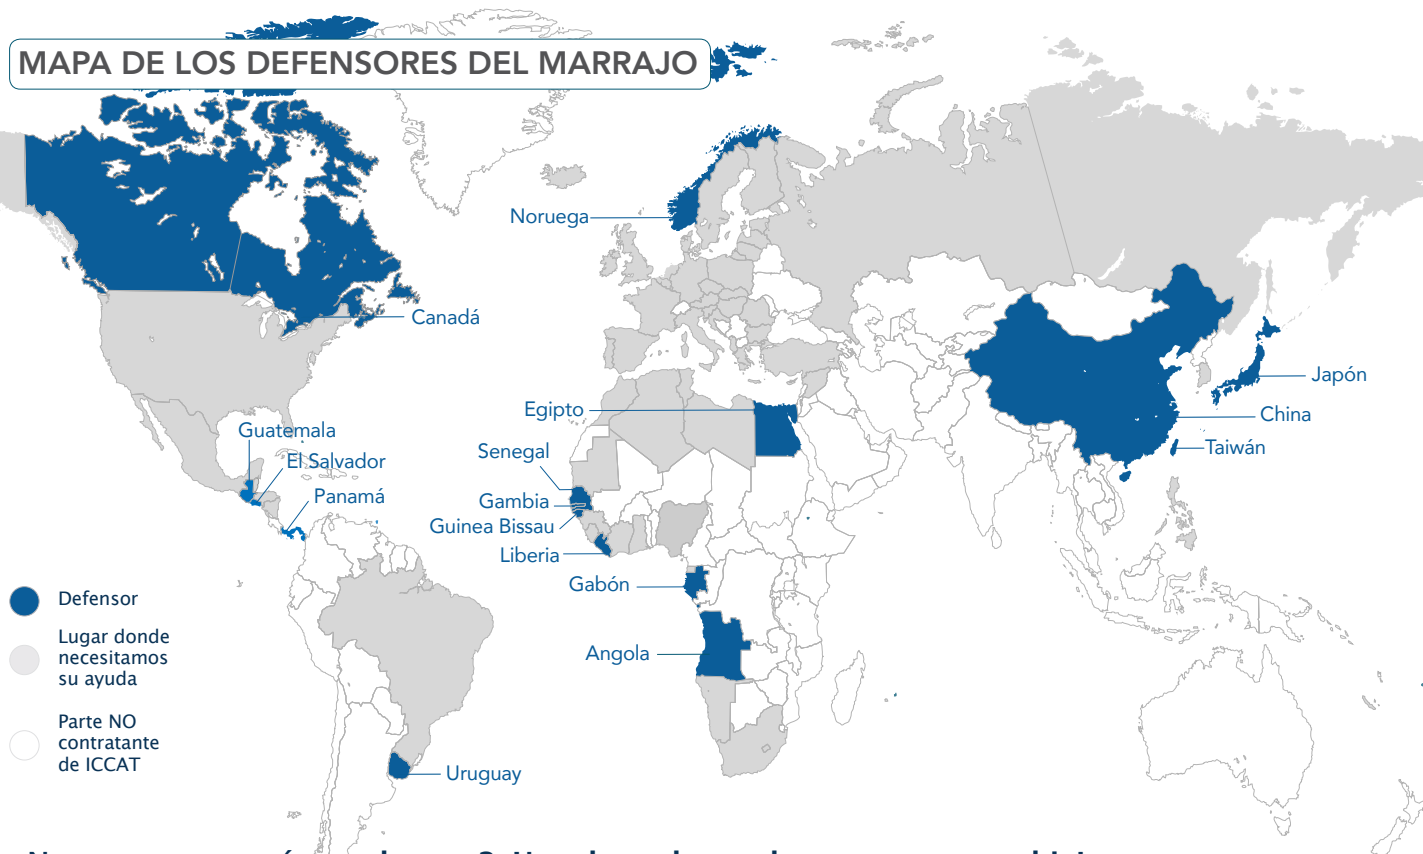 MAPA DE LOS DEFENSORES DEL MARRAJO
Noruega
Canadá
Japón
Egipto
China
Guatemala
Senegal
Taiwán
El Salvador
Panamá
Gambia
Guinea Bissau
Liberia
Gabón
Defensor
Lugar donde
necesitamos
su ayuda
Angola
Parte NO
contratante
de ICCAT
Uruguay